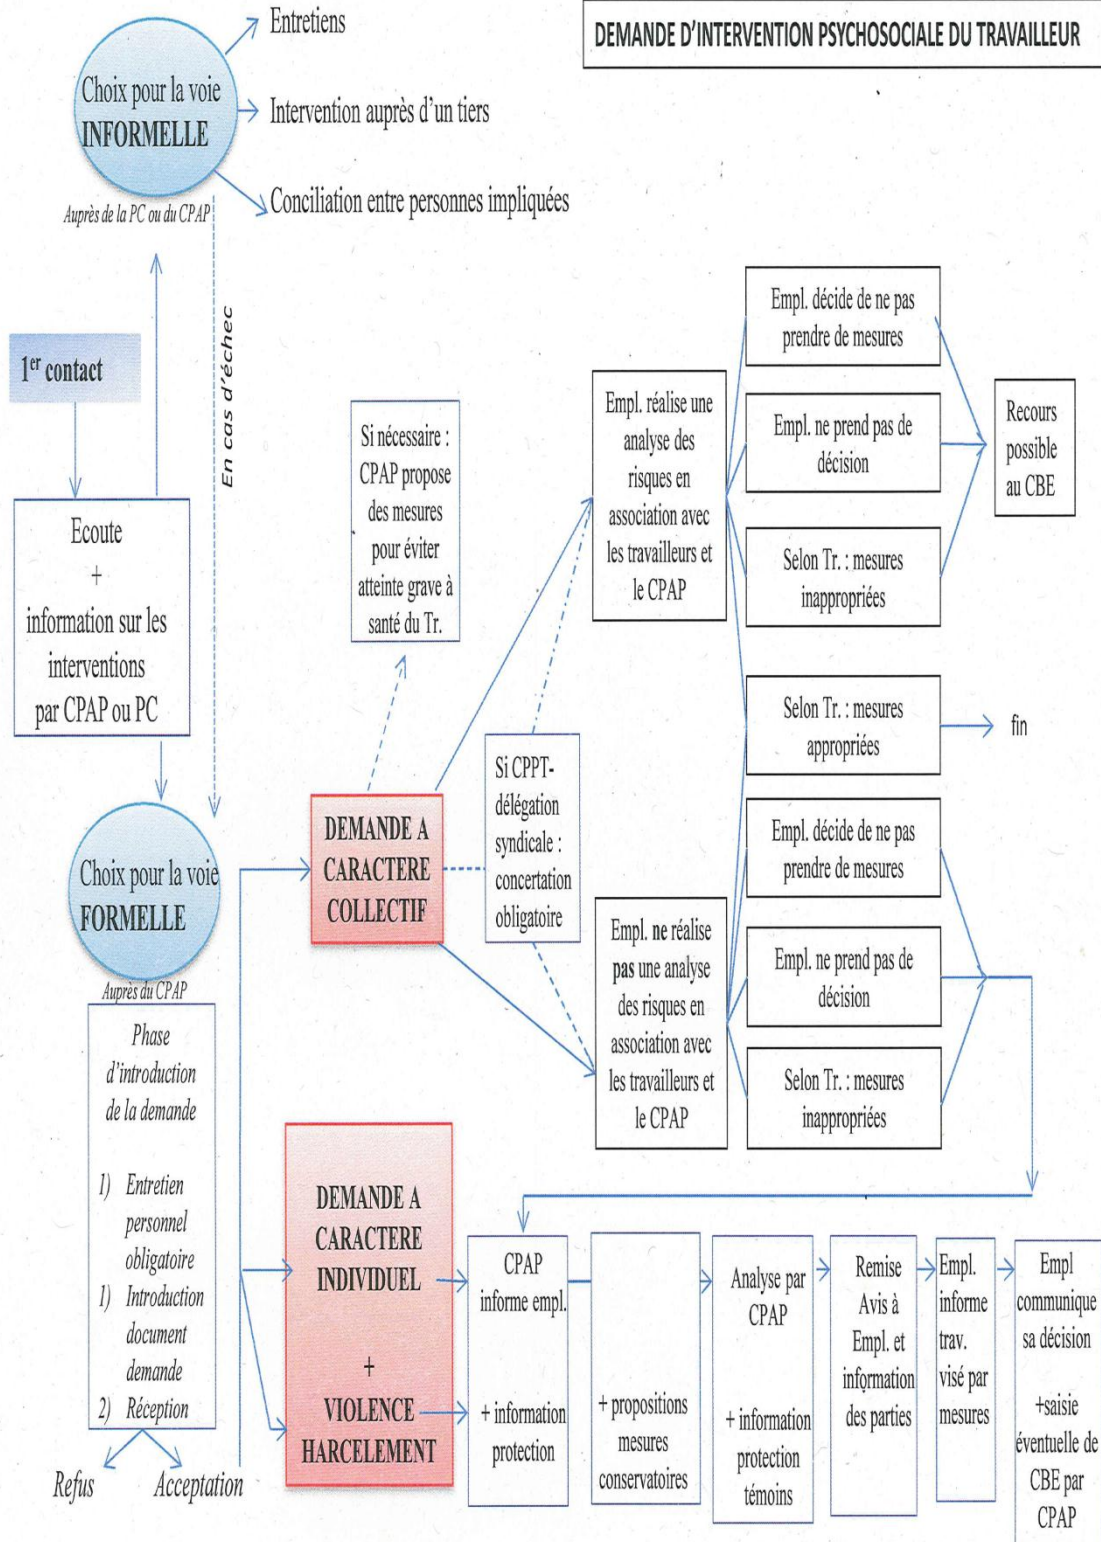 DEMANDE D'INTERVENTION PSYCHOSOCIALE DU TRAVAILLEUR
Choix pour la voie
INFORMELLE
Auprès de la PC ou du CPAP
Entretiens
Intervention auprès d'un tiers
Conciliation entre personnes impliquées
En cas d'échec
1er contact
Ecoute
+
information sur les
interventions
par CPAP ou PC
Choix pour la voie
FORMELLE
Auprès du CPAP
Phase
d'introduction
de la demande
1) Entretien
personnel
obligatoire
1) Introduction
document
demande
2) Réception
Refus
Acceptation
Si nécessaire :
CPAP propose
des mesures
pour éviter
atteinte grave à
santé du Tr.
DEMANDE A
CARACTERE
COLLECTIF
Si CPPT-
délégation
syndicale :
concertation
obligatoire
Empl. réalise une
analyse des
risques en
association avec
les travailleurs et
le CPAP
Empl. ne réalise
pas une analyse
des risques en
association avec
les travailleurs et
le CPAP
Empl. décide de ne pas
prendre de mesures
Empl. ne prend pas de
décision
Selon Tr. : mesures
inappropriées
Recours
possible
au CBE
Selon Tr. : mesures
appropriées
fin
Empl. décide de ne pas
prendre de mesures
Empl. ne prend pas de
décision
Selon Tr. : mesures
inappropriées
DEMANDE A
CARACTERE
INDIVIDUEL
+
VIOLENCE
HARCELEMENT
CPAP
informe empl.
+ information
protection
+ propositions
mesures
conservatoires
Analyse par
CPAP
+ information
protection
témoins
Remise
Avis à
Empl. et
information
des parties
Empl.
informe
trav.
visé par
mesures
Empl
communique
sa décision
+saisie
éventuelle de
CBE par
CPAP